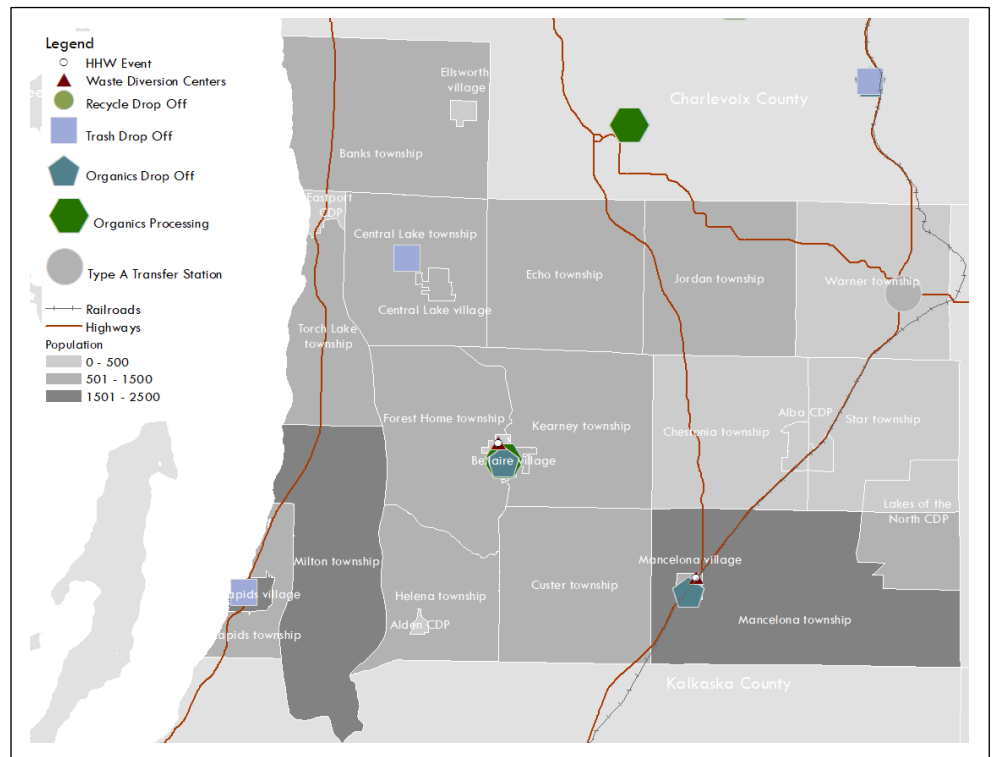 Legend
HHW Event
Waste Diversion Centers
Recycle Drop Off
Trash Drop Off
Organics Drop Off
Organics Processing
Type A Transfer Station
Railroads
Highways
Population
0 - 500
501 - 1500
1501 - 2500
Ellsworth
village
Charlevoix County
Banks township
Eastport
CDP
Central Lake township
Echo township
Jordan township
Warner township
Central Lake village
Torch Lake
township
Forest Home township
Kearney township
Alba CDP
Star township
township
village
Lakes of the
North CDP
Mancelona village
Milton township
Custer township
Helena township
village
Mancelona township
Alden CDP
township
Kalkaska County